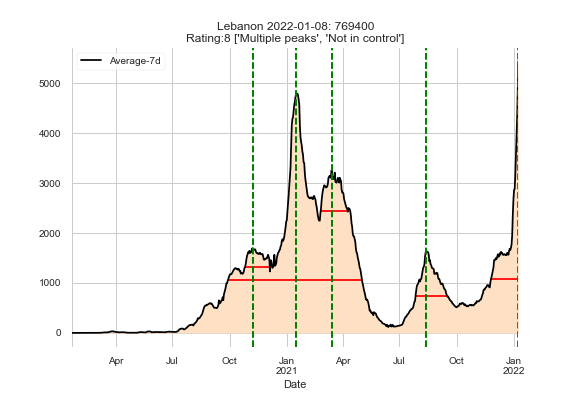 Lebanon 2022-01-08: 769400
Rating:8 ['Multiple peaks', 'Not in control']
Average-7d
5000
4000
3000
2000
1000
0
Apr Jul Oct Jan Apr Jul Oct Jan
2021 2022
Date